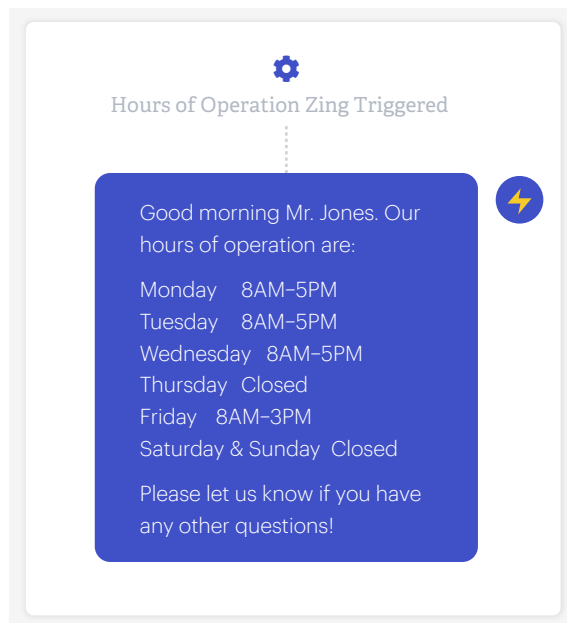 Hours of Operation Zing Triggered
Good morning Mr. Jones. Our
hours of operation are:
Monday 8AM–5PM
Tuesday 8AM–5PM
Wednesday 8AM–5PM
Thursday Closed
Friday 8AM–3PM
Saturday & Sunday Closed
Please let us know if you have
any other questions!